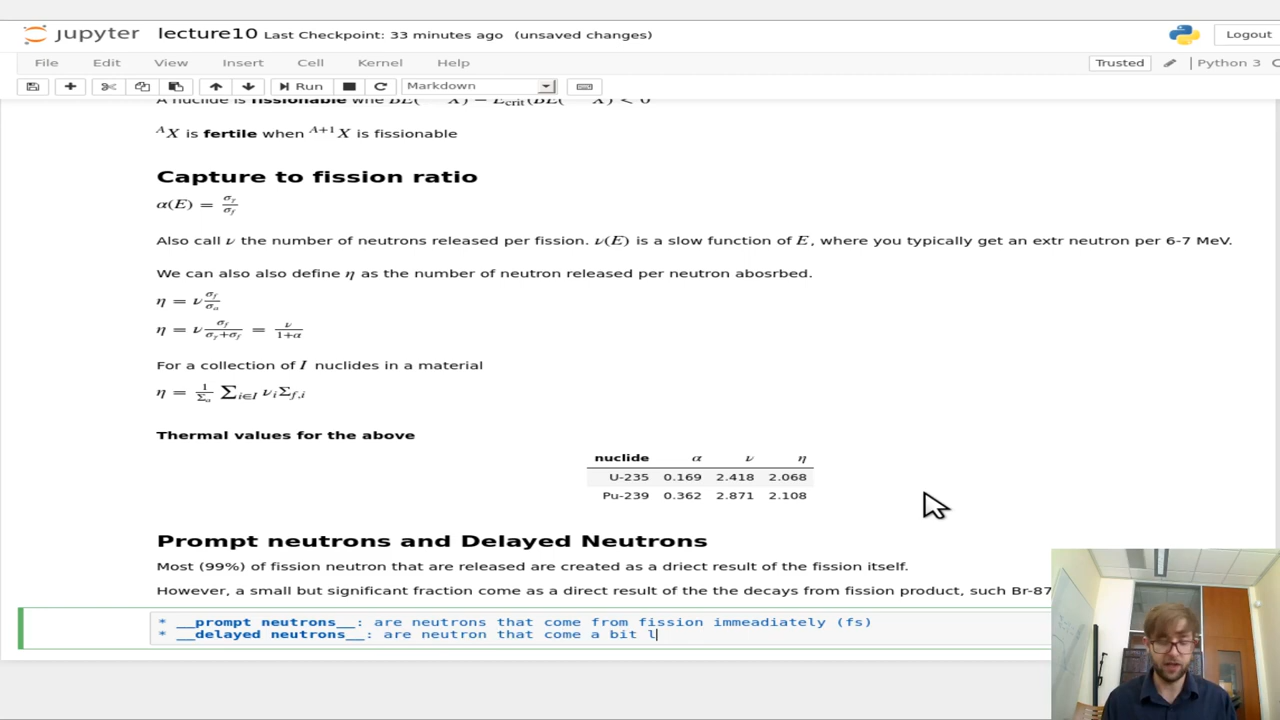 jupyter lecture10 Last Checkpoint: 33 minutes ago (unsaved changes) Logout
File Edit View Insert Cell Kernel Help Trusted Python 3
Run Markdown
A nuclide is fissionable whe
ᴬX is fertile when ᴬ⁺¹X is fissionable
Capture to fission ratio
α(E) = σγ/σf
Also call ν the number of neutrons released per fission. ν(E) is a slow function of E, where you typically get an extr neutron per 6-7 MeV.
We can also also define η as the number of neutron released per neutron abosrbed.
η = ν σf/σa
η = ν σf/(σγ+σf) = ν/(1+α)
For a collection of I nuclides in a material
η = 1/Σa ∑i∈I νiΣf,i
Thermal values for the above
nuclide α ν η
U-235 0.169 2.418 2.068
Pu-239 0.362 2.871 2.108
Prompt neutrons and Delayed Neutrons
Most (99%) of fission neutron that are released are created as a driect result of the fission itself.
However, a small but significant fraction come as a direct result of the the decays from fission product, such Br-87
* __prompt neutrons__: are neutrons that come from fission immeadiately (fs)
* __delayed neutrons__: are neutron that come a bit l